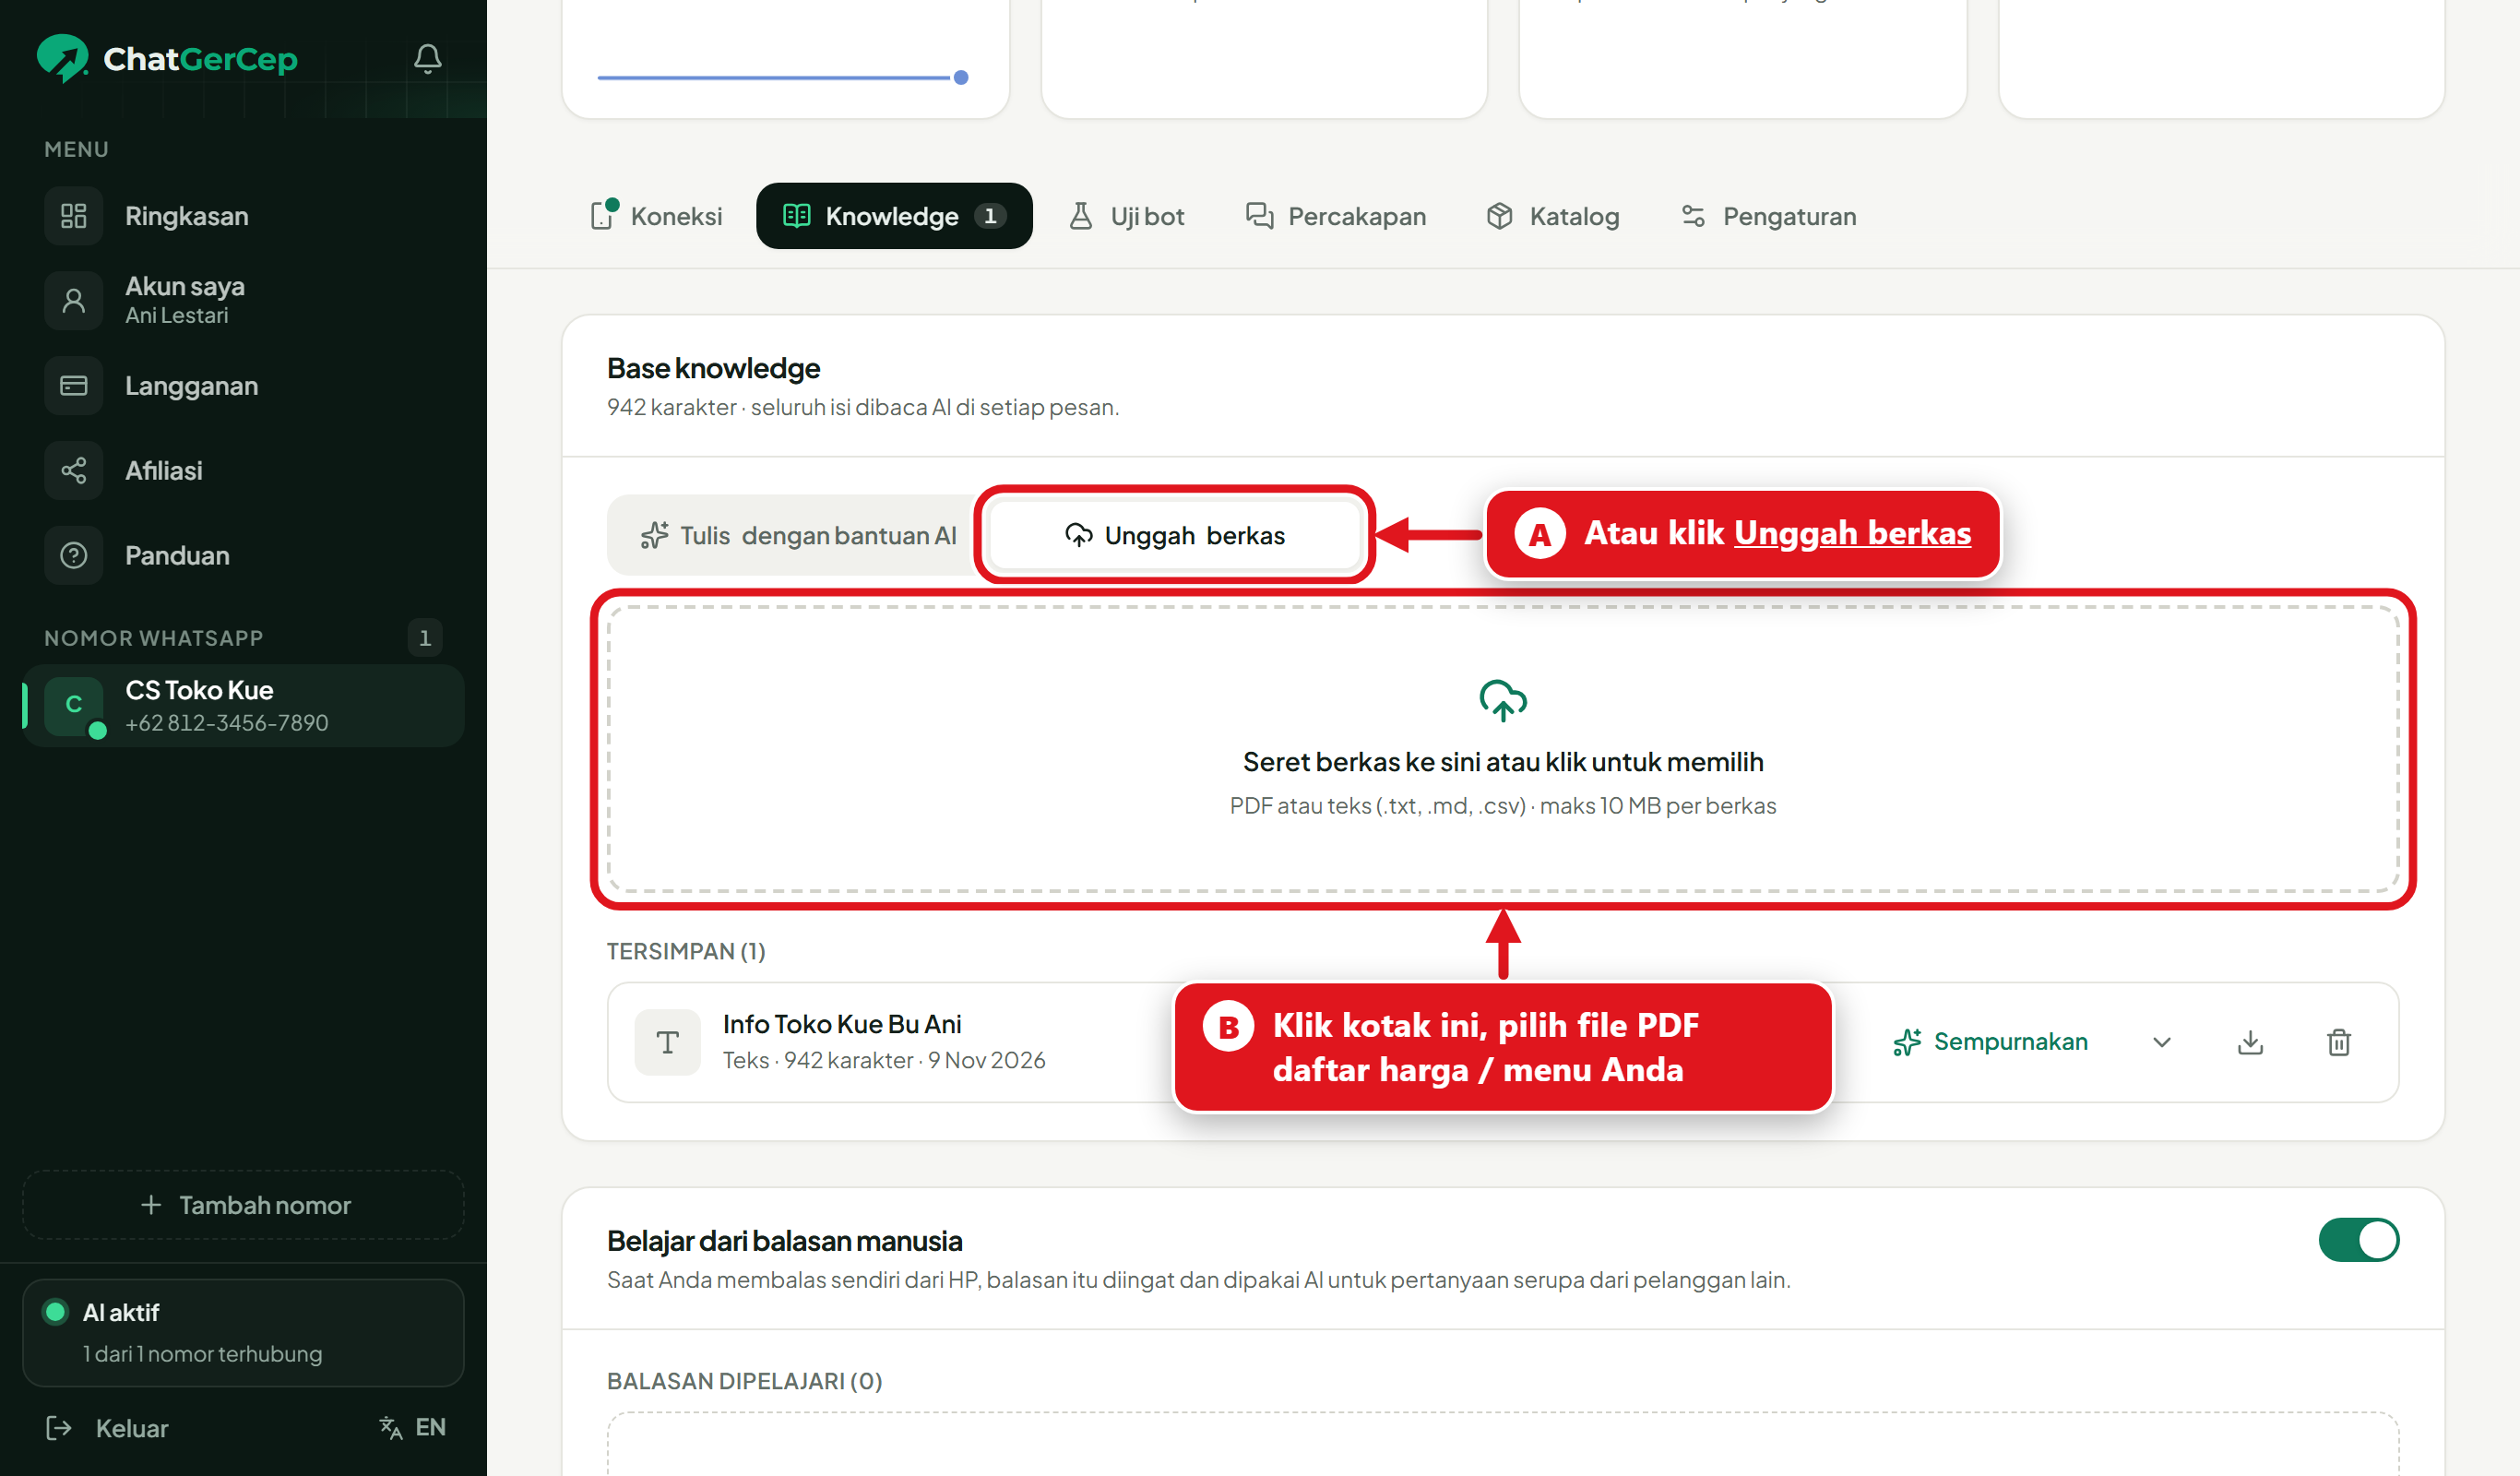 ChatGerCep
MENU
Ringkasan
Akun saya
Ani Lestari
Langganan
Afiliasi
Panduan
NOMOR WHATSAPP 1
C
CS Toko Kue
+62 812-3456-7890
+ Tambah nomor
AI aktif
1 dari 1 nomor terhubung
Keluar
EN
Koneksi
Knowledge 1
Uji bot
Percakapan
Katalog
Pengaturan
Base knowledge
942 karakter · seluruh isi dibaca AI di setiap pesan.
Tulis dengan bantuan AI
Unggah berkas
A Atau klik Unggah berkas
Seret berkas ke sini atau klik untuk memilih
PDF atau teks (.txt, .md, .csv) · maks 10 MB per berkas
TERSIMPAN (1)
T
Info Toko Kue Bu Ani
Teks · 942 karakter · 9 Nov 2026
B Klik kotak ini, pilih file PDF
daftar harga / menu Anda
Sempurnakan
Belajar dari balasan manusia
Saat Anda membalas sendiri dari HP, balasan itu diingat dan dipakai AI untuk pertanyaan serupa dari pelanggan lain.
BALASAN DIPELAJARI (0)